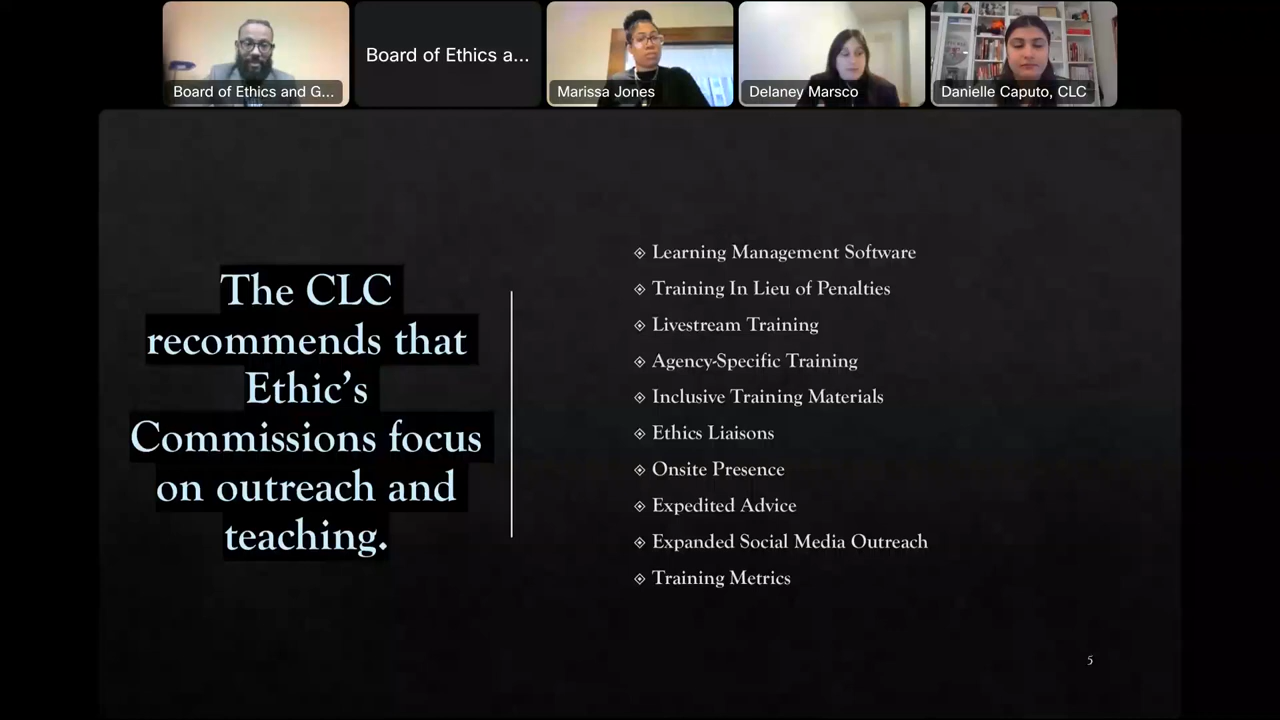 Board of Ethics and G...
Board of Ethics a...
Marissa Jones
Delaney Marsco
Danielle Caputo, CLC
The CLC
recommends that
Ethic's
Commissions focus
on outreach and
teaching.
Learning Management Software
Training In Lieu of Penalties
Livestream Training
Agency-Specific Training
Inclusive Training Materials
Ethics Liaisons
Onsite Presence
Expedited Advice
Expanded Social Media Outreach
Training Metrics
5